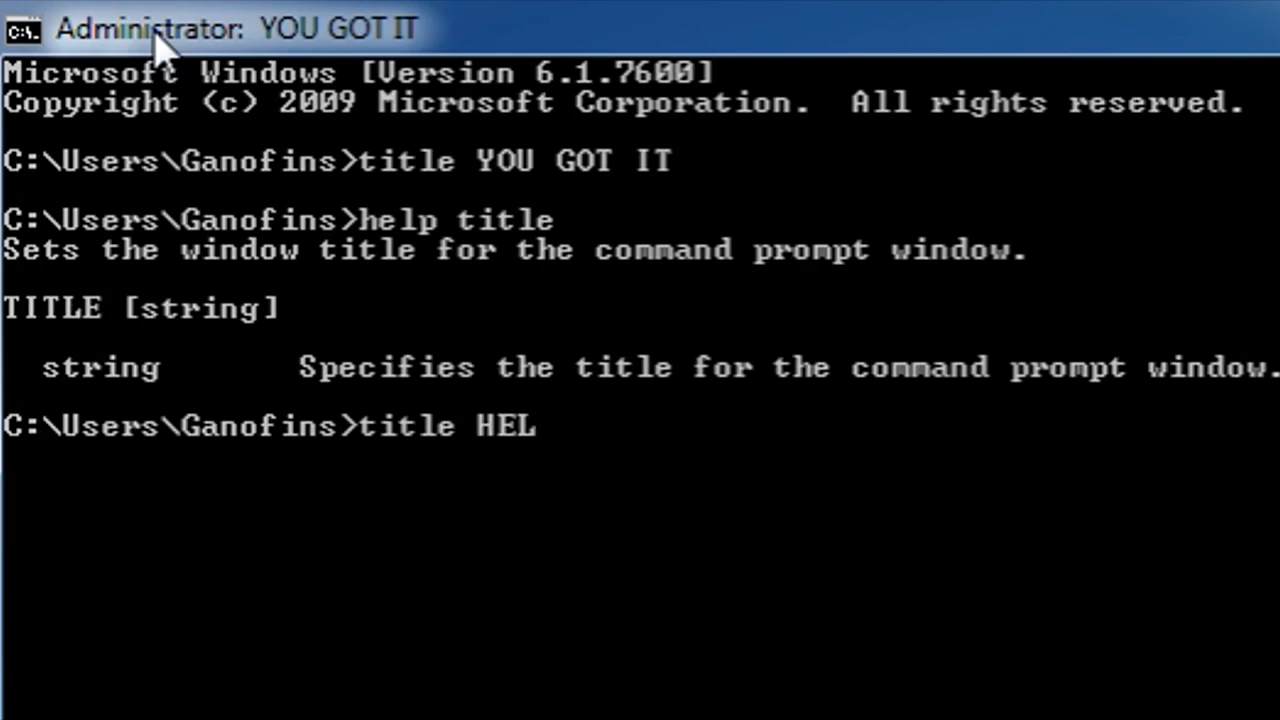 Administrator: YOU GOT IT
Microsoft Windows [Version 6.1.7600]
Copyright (c) 2009 Microsoft Corporation.  All rights reserved.
C:\Users\Ganofins>title YOU GOT IT
C:\Users\Ganofins>help title
Sets the window title for the command prompt window.
TITLE [string]
string       Specifies the title for the command prompt window.
C:\Users\Ganofins>title HEL